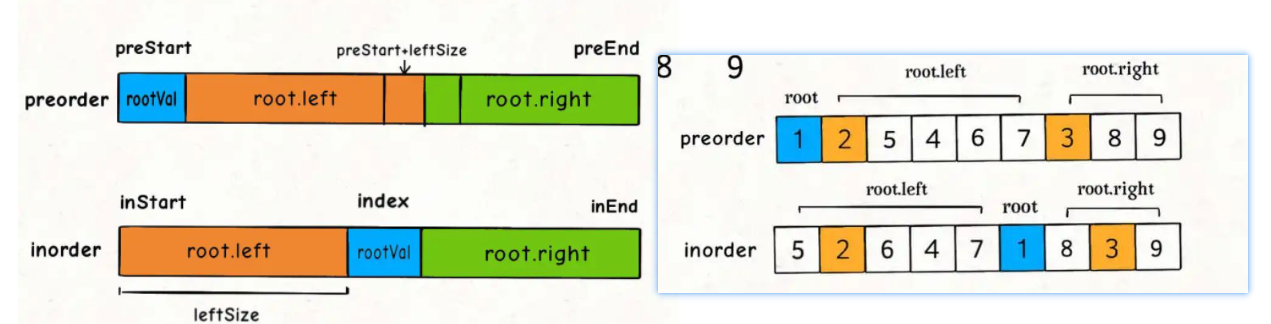 preStart preStart+leftSize preEnd
preorder rootVal root.left root.right
inStart index inEnd
inorder root.left rootVal root.right
leftSize
8 9
root.left root.right
root
preorder 1 2 5 4 6 7 3 8 9
root.left root.right
root
inorder 5 2 6 4 7 1 8 3 9